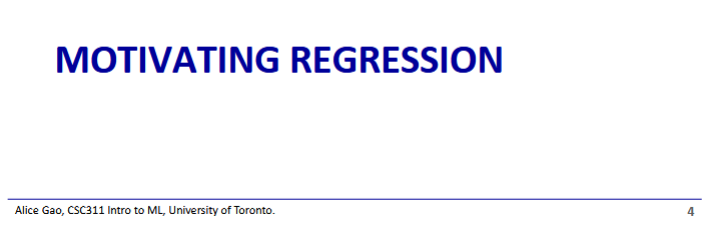 MOTIVATING REGRESSION
Alice Gao, CSC311 Intro to ML, University of Toronto.
4